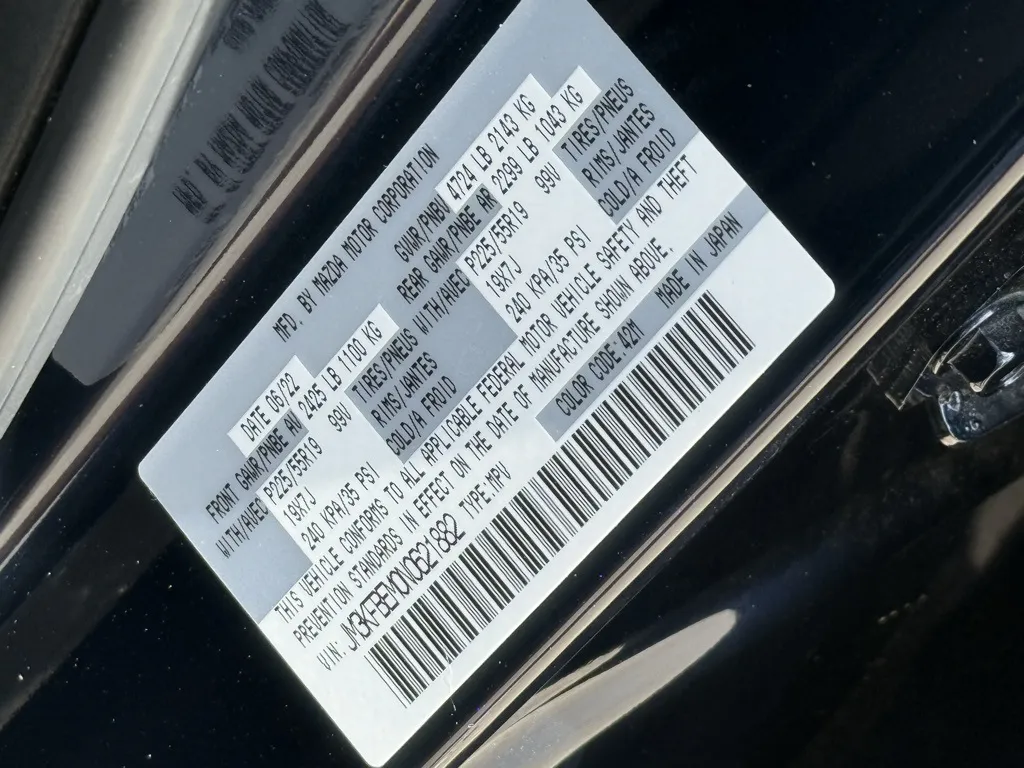 MFD. BY MAZDA MOTOR CORPORATION
DATE 06/22 GVWR/PNBV 4724 LB 2143 KG
FRONT GAWR/PNBE AV 2425 LB 1100 KG REAR GAWR/PNBE AR 2299 LB 1043 KG
WITH/AVEC P225/55R19 99V TIRES/PNEUS WITH/AVEC P225/55R19 99V TIRES/PNEUS
19X7J RIMS/JANTES 19X7J RIMS/JANTES
240 KPA/35 PSI COLD/A FROID 240 KPA/35 PSI COLD/A FROID
THIS VEHICLE CONFORMS TO ALL APPLICABLE FEDERAL MOTOR VEHICLE SAFETY AND THEFT
PREVENTION STANDARDS IN EFFECT ON THE DATE OF MANUFACTURE SHOWN ABOVE.
VIN: JM3KFBEY0N0621882 TYPE:MPV COLOR CODE:42M MADE IN JAPAN